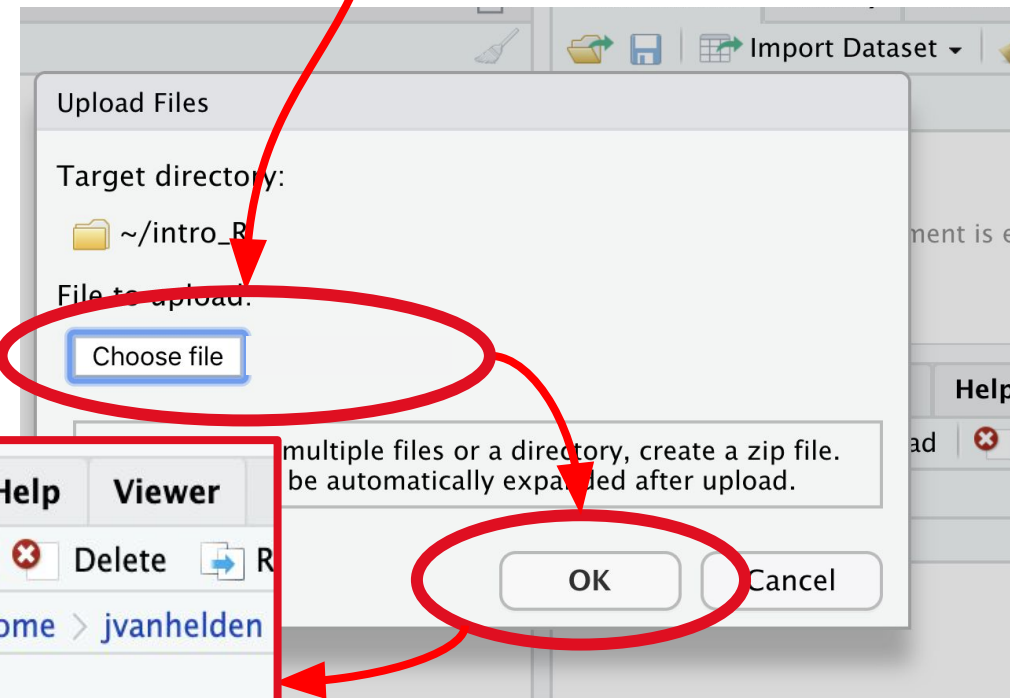 Import Dataset
Upload Files
Target directory:
~/intro_R
ment is
File to upload:
Choose file
Help
multiple files or a directory, create a zip file.
ad
be automatically expanded after upload.
Help Viewer
Delete R
OK
Cancel
ome > jvanhelden